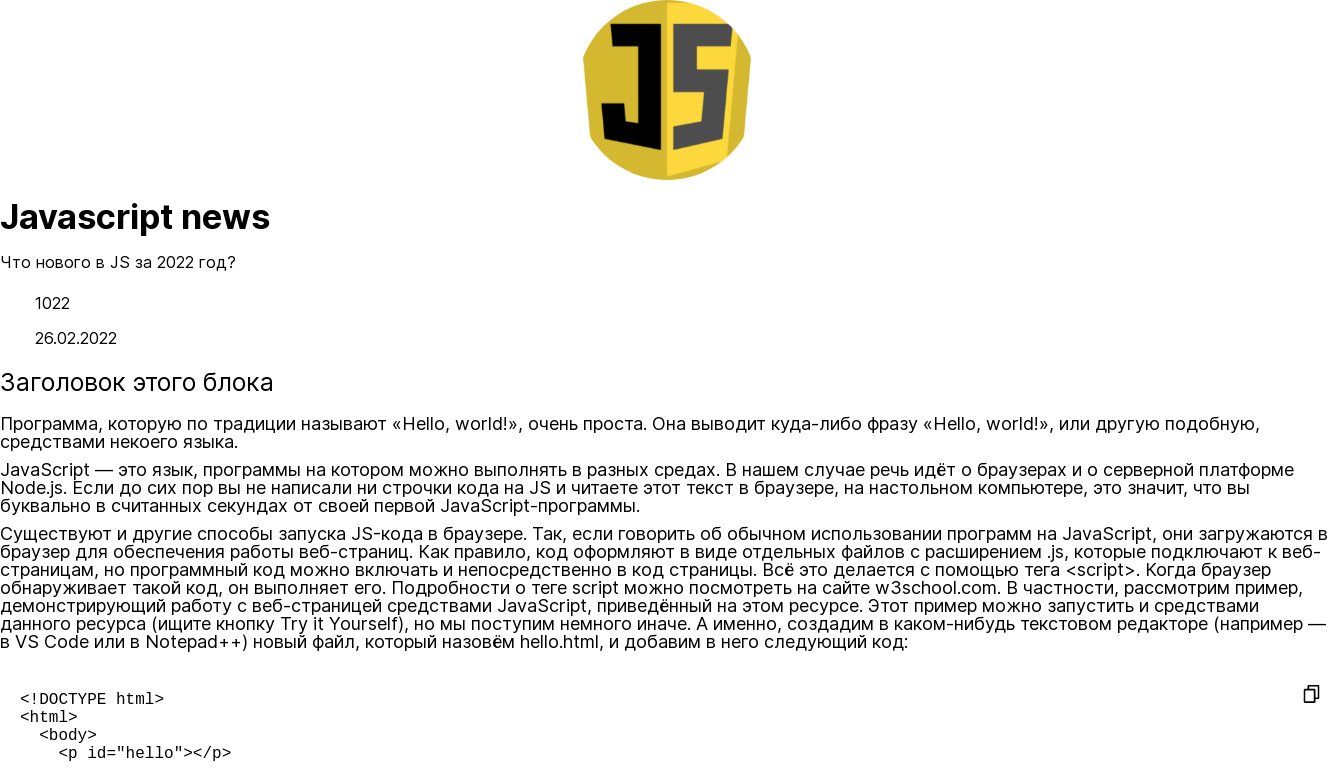 JS
Javascript news
Что нового в JS за 2022 год?
1022
26.02.2022
Заголовок этого блока
Программа, которую по традиции называют «Hello, world!», очень проста. Она выводит куда-либо фразу «Hello, world!», или другую подобную,
средствами некоего языка.
JavaScript — это язык, программы на котором можно выполнять в разных средах. В нашем случае речь идёт о браузерах и о серверной платформе
Node.js. Если до сих пор вы не написали ни строчки кода на JS и читаете этот текст в браузере, на настольном компьютере, это значит, что вы
буквально в считанных секундах от своей первой JavaScript-программы.
Существуют и другие способы запуска JS-кода в браузере. Так, если говорить об обычном использовании программ на JavaScript, они загружаются в
браузер для обеспечения работы веб-страниц. Как правило, код оформляют в виде отдельных файлов с расширением .js, которые подключают к веб-
страницам, но программный код можно включать и непосредственно в код страницы. Всё это делается с помощью тега <script>. Когда браузер
обнаруживает такой код, он выполняет его. Подробности о теге script можно посмотреть на сайте w3school.com. В частности, рассмотрим пример,
демонстрирующий работу с веб-страницей средствами JavaScript, приведённый на этом ресурсе. Этот пример можно запустить и средствами
данного ресурса (ищите кнопку Try it Yourself), но мы поступим немного иначе. А именно, создадим в каком-нибудь текстовом редакторе (например —
в VS Code или в Notepad++) новый файл, который назовём hello.html, и добавим в него следующий код:
<!DOCTYPE html>
<html>
<body>
<p id="hello"></p>